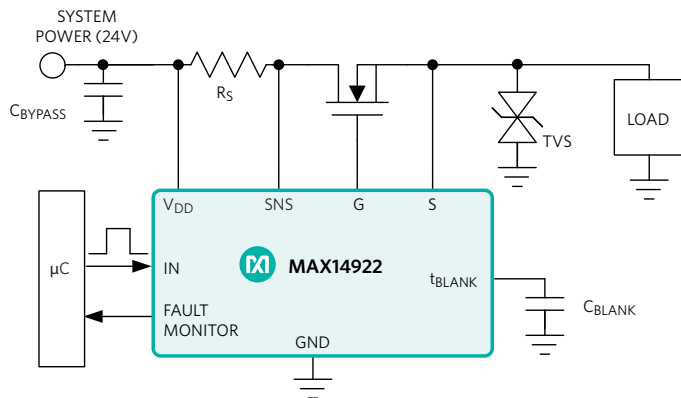 SYSTEM
POWER (24V)
CBYPASS
RS
TVS
LOAD
VDD
SNS
G
S
µC
IN
MAX14922
tBLANK
CBLANK
FAULT
MONITOR
GND